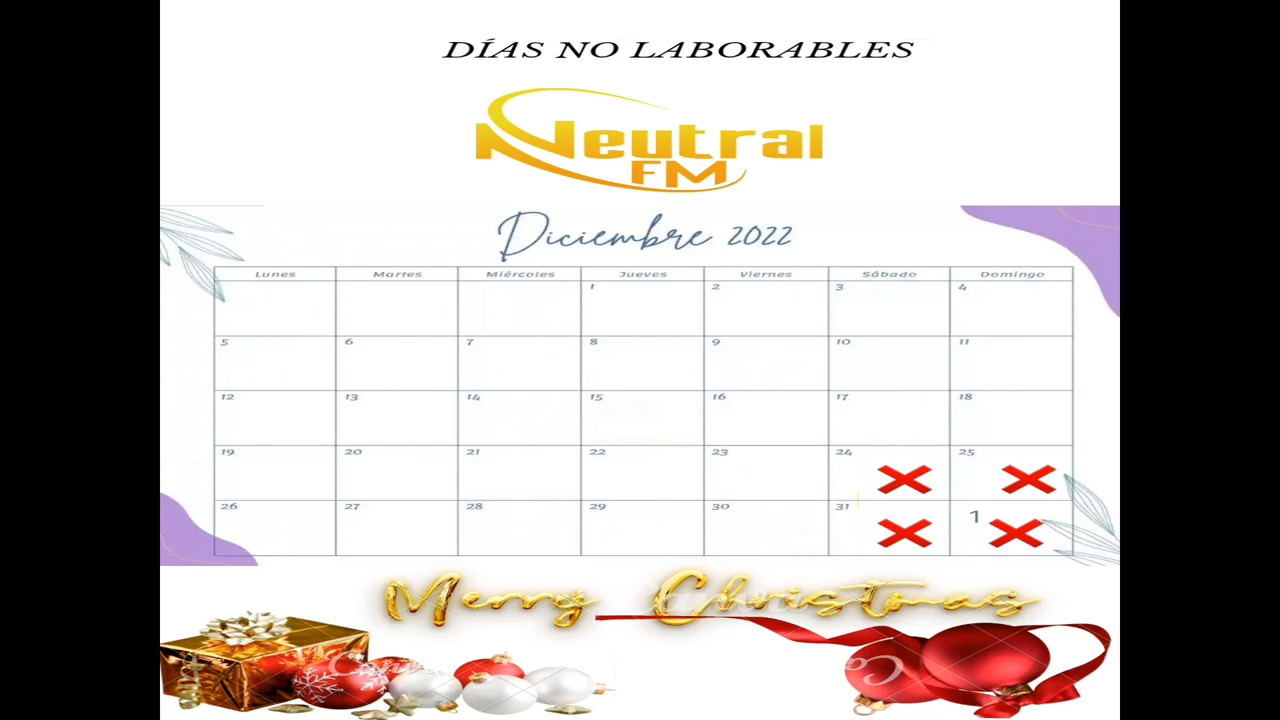 DÍAS NO LABORABLES
Neutral
FM
Diciembre 2022
Lunes Martes Miércoles Jueves Viernes Sábado Domingo
1 2 3 4
5 6 7 8 9 10 11
12 13 14 15 16 17 18
19 20 21 22 23 24 25
26 27 28 29 30 31 1
Merry Christmas